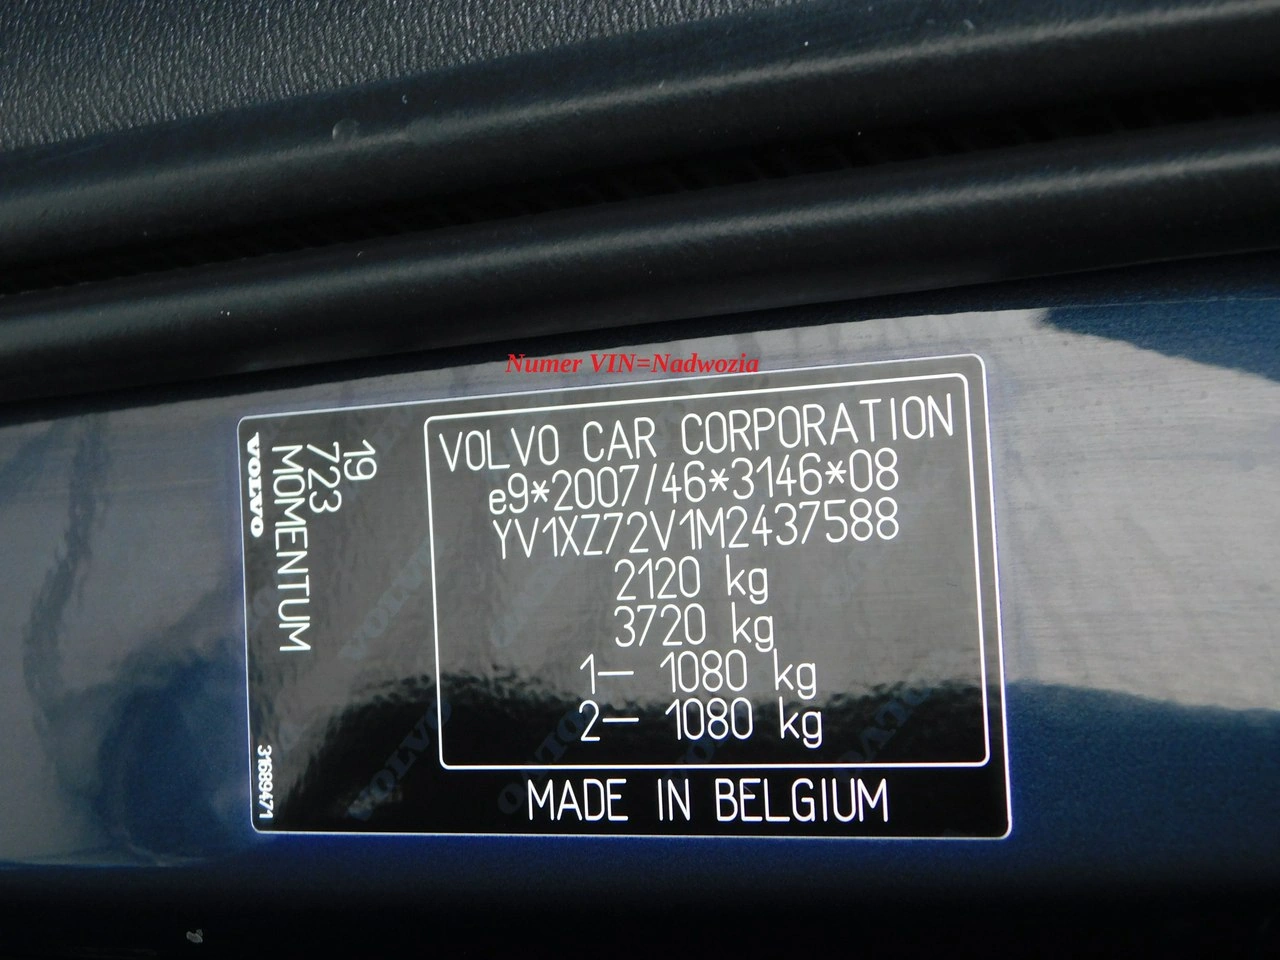 Numer VIN=Nadwozia
VOLVO CAR CORPORATION
e9*2007/46*3146*08
YV1XZ72V1M2437588
2120 kg
3720 kg
1— 1080 kg
2— 1080 kg
MADE IN BELGIUM
19
723
MOMENTUM
VOLVO
31689471